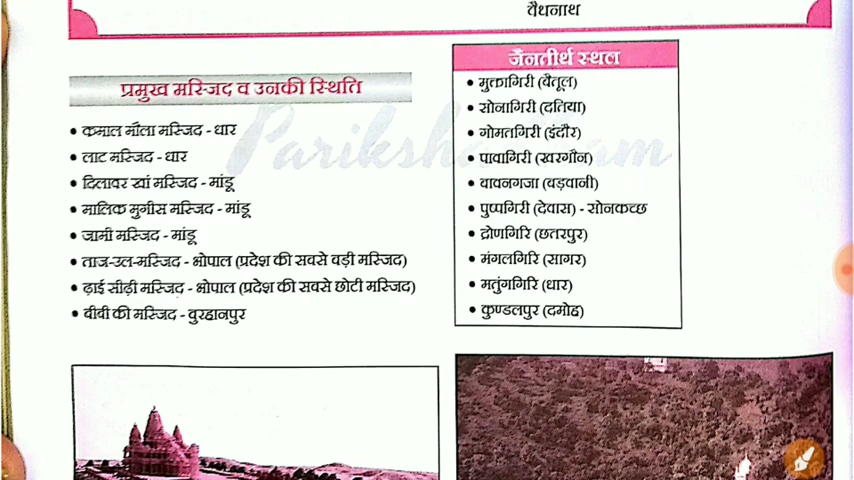 वैधनाथ
प्रमुख मस्जिद व उनकी स्थिति
• कमाल मौला मस्जिद - धार
• लाट मस्जिद - धार
• दिलावर खां मस्जिद - मांडू
• मालिक मुगीस मस्जिद - मांडू
• जामी मस्जिद - मांडू
• ताज-उल-मस्जिद - भोपाल (प्रदेश की सबसे बड़ी मस्जिद)
• ढ़ाई सीढ़ी मस्जिद - भोपाल (प्रदेश की सबसे छोटी मस्जिद)
• बीबी की मस्जिद - बुरहानपुर
जैनतीर्थ स्थल
• मुक्तागिरी (बैतूल)
• सोनागिरी (दतिया)
• गोमतगिरी (इंदौर)
• पावागिरी (खरगौन)
• बावनगजा (बड़वानी)
• पुष्पगिरी (देवास) - सोनकच्छ
• द्रोणगिरि (छतरपुर)
• मंगलगिरि (सागर)
• मतुंगगिरि (धार)
• कुण्डलपुर (दमोह)